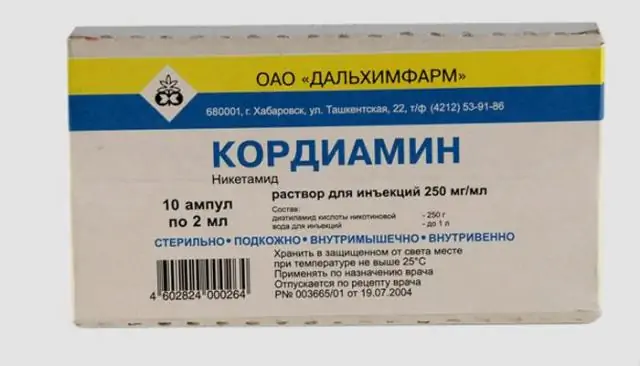 ОАО «ДАЛЬХИМФАРМ»
680001, г. Хабаровск, ул. Ташкентская, 22, т/ф (4212) 53-91-86
КОРДИАМИН
Никетамид
10 ампул
по 2 мл
раствор для инъекций 250 мг/мл
Состав:
диэтиламид кислоты никотиновой - 250 г
вода для инъекций - до 1 л
СТЕРИЛЬНО • ПОДКОЖНО • ВНУТРИМЫШЕЧНО • ВНУТРИВЕННО
Хранить в защищенном от света месте
при температуре не выше 25°C
Применять по назначению врача
Отпускается по рецепту врача
Р№ 003665/01 от 19.07.2004
4 602824 000264